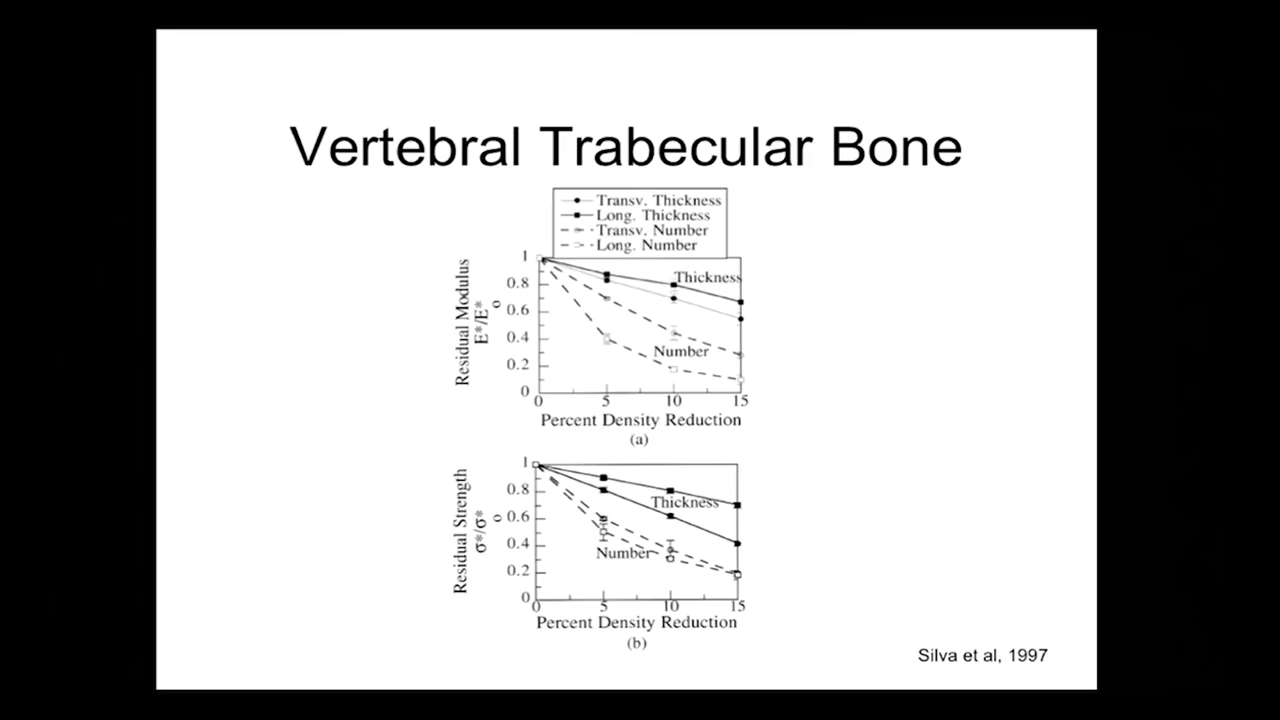 Vertebral Trabecular Bone
Transv. Thickness
Long. Thickness
Transv. Number
Long. Number
Residual Modulus
E*/E*
o
1
0.8
0.6
0.4
0.2
0
Thickness
Number
0 5 10 15
Percent Density Reduction
(a)
Residual Strength
σ*/σ*
o
1
0.8
0.6
0.4
0.2
0
Thickness
Number
0 5 10 15
Percent Density Reduction
(b)
Silva et al, 1997